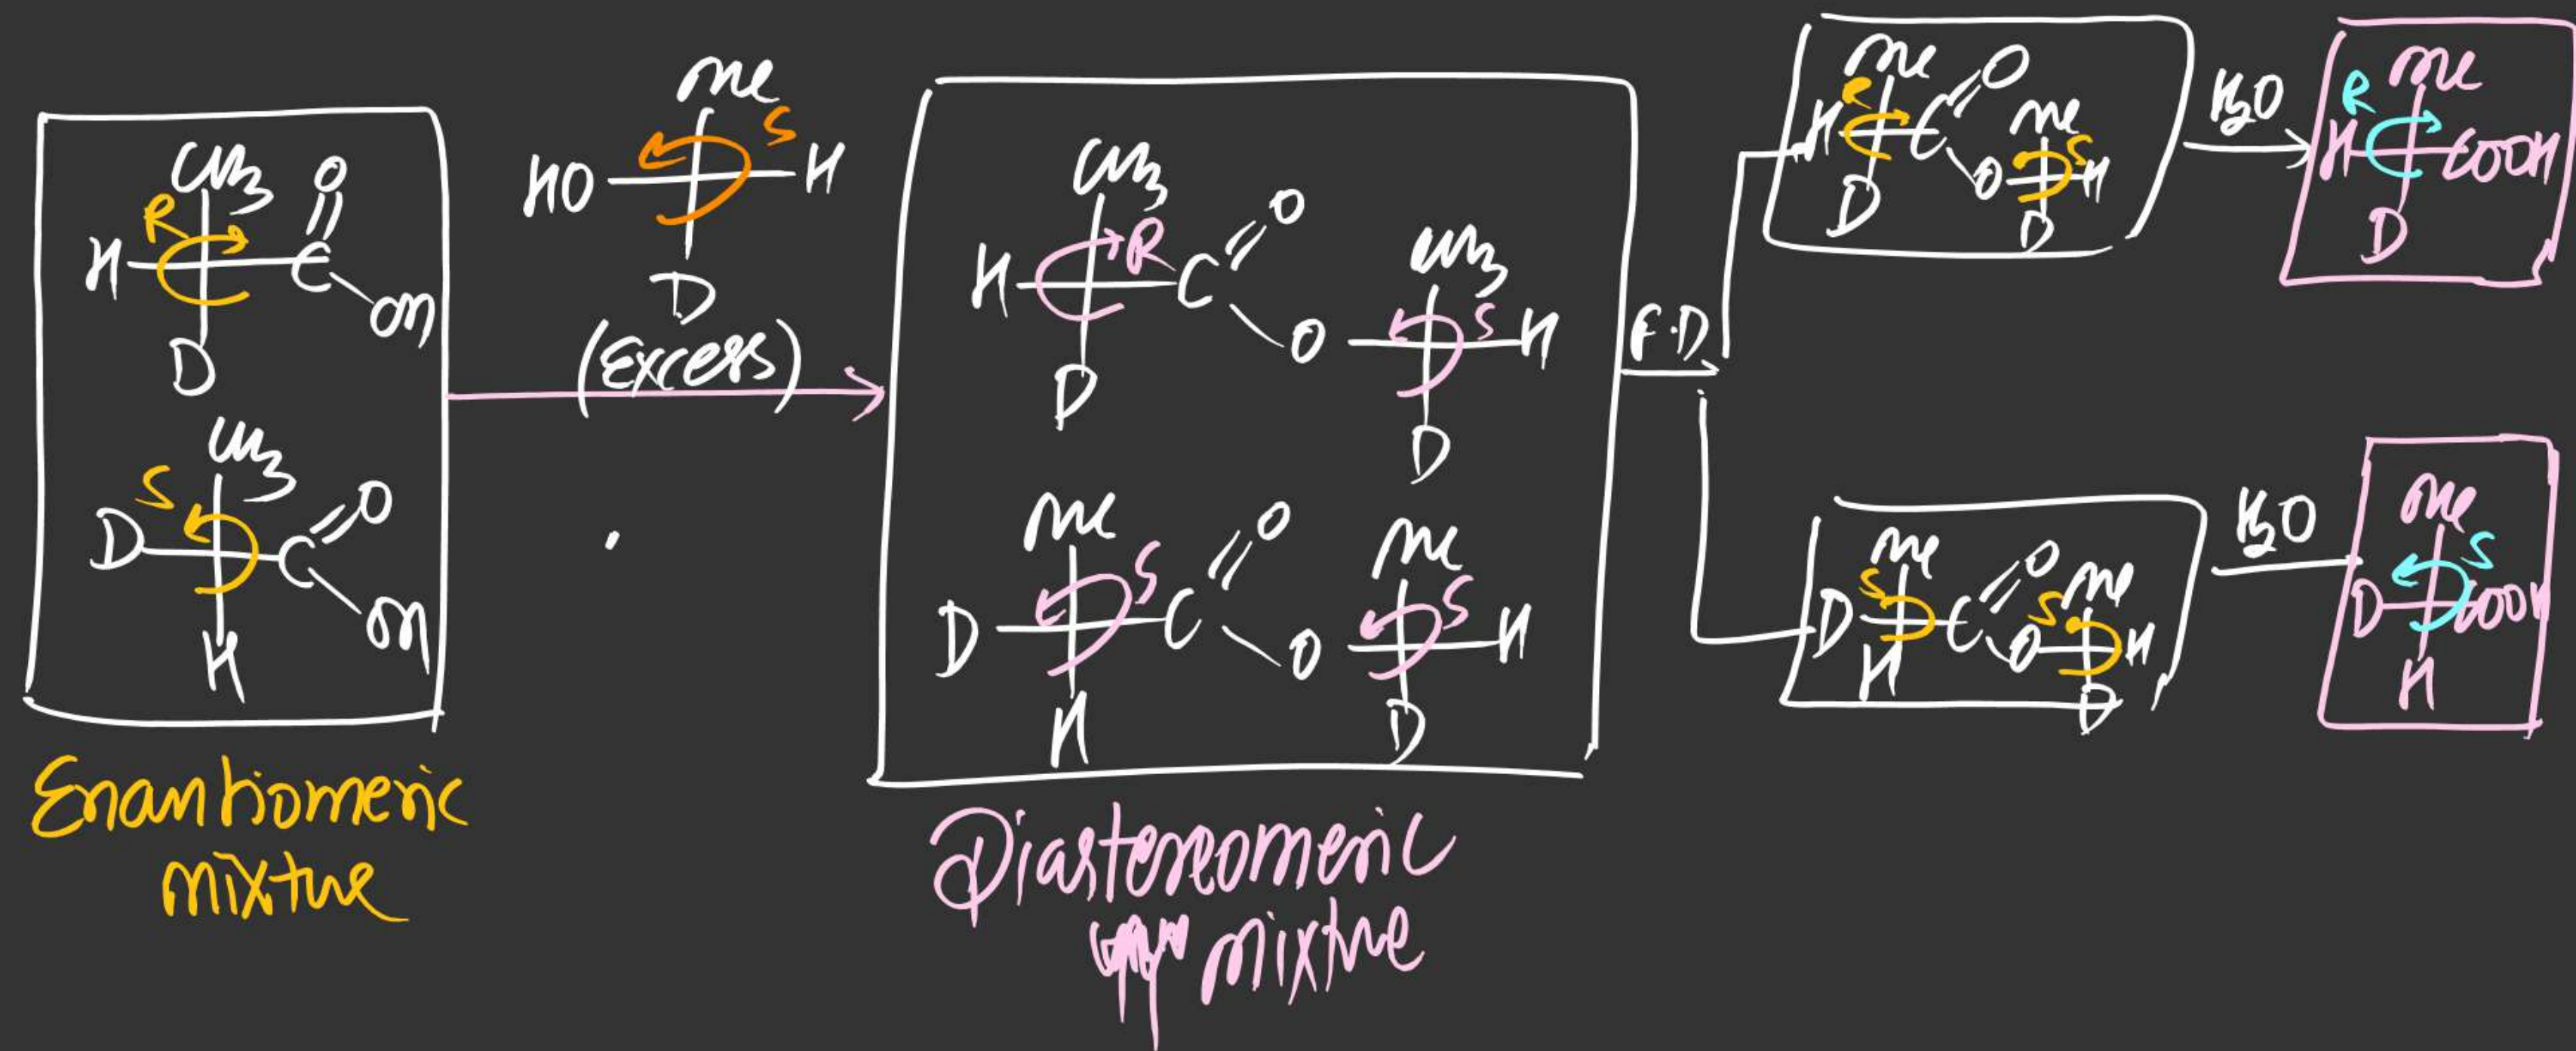 CH3 O
R
H C
OH
D
CH3
S
D C O
OH
H
Enantiomeric
mixture
Me
S
HO H
D
(Excess)
CH3 O
H R C CH3
O S H
D D
Me O Me
S S
D C O H
H D
Diastereomeric
mixture
F.D.
Me O
R
H C Me
O S H
D D
H2O
Me
R
H COOH
D
Me O
S S Me
D C O H
H D
H2O
Me
S
D COOH
H